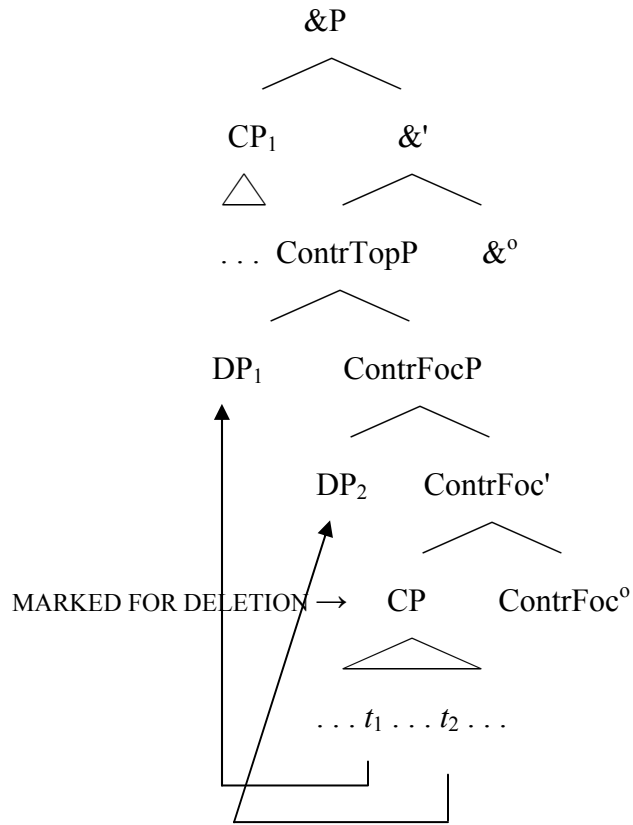 &P
CP₁ &'
. . . ContrTopP &º
DP₁ ContrFocP
DP₂ ContrFoc'
MARKED FOR DELETION → CP ContrFocº
. . . t₁ . . . t₂ . . .